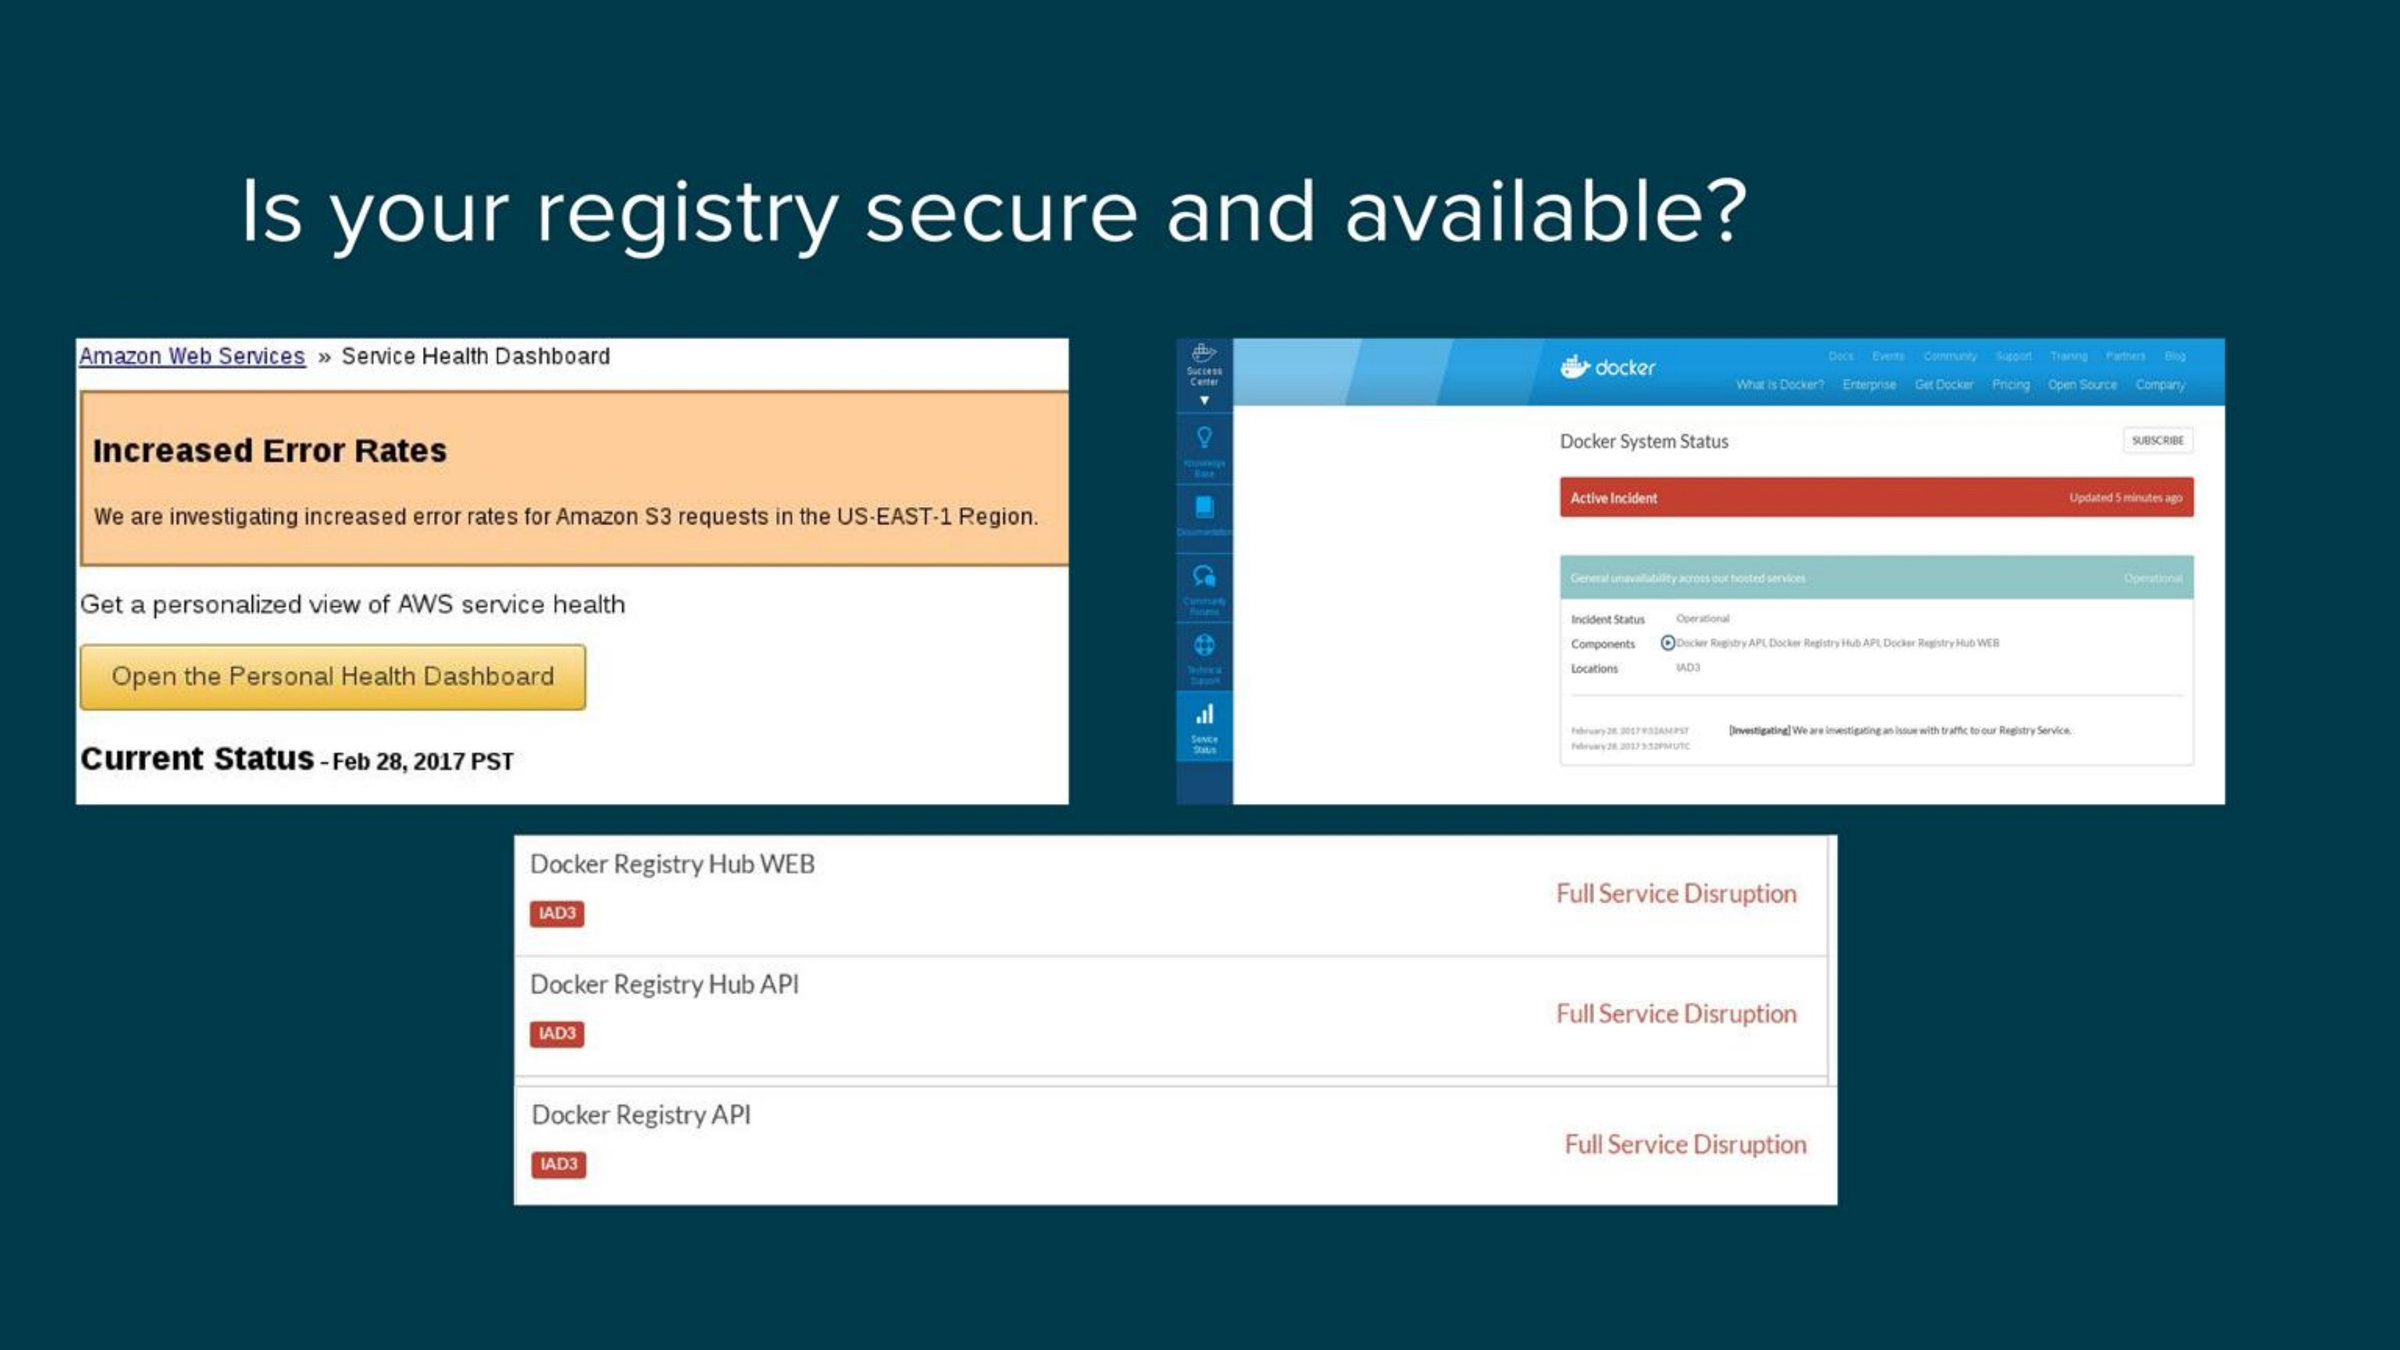 Is your registry secure and available?
Amazon Web Services » Service Health Dashboard
Increased Error Rates
We are investigating increased error rates for Amazon S3 requests in the US-EAST-1 Region.
Get a personalized view of AWS service health
Open the Personal Health Dashboard
Current Status - Feb 28, 2017 PST
Success
Center
Knowledge
Base
Documentation
Community
Forums
Technical
Support
Service
Status
docker
Docs Events Community Support Training Partners Blog
What is Docker? Enterprise Get Docker Pricing Open Source Company
Docker System Status
SUBSCRIBE
Active Incident Updated 5 minutes ago
General unavailability across our hosted services Operational
Incident Status Operational
Components Docker Registry API, Docker Registry Hub API, Docker Registry Hub WEB
Locations IAD3
February 28, 2017 9:52AM PST [Investigating] We are investigating an issue with traffic to our Registry Service.
February 28, 2017 5:52PM UTC
Docker Registry Hub WEB
Full Service Disruption
IAD3
Docker Registry Hub API
Full Service Disruption
IAD3
Docker Registry API
Full Service Disruption
IAD3